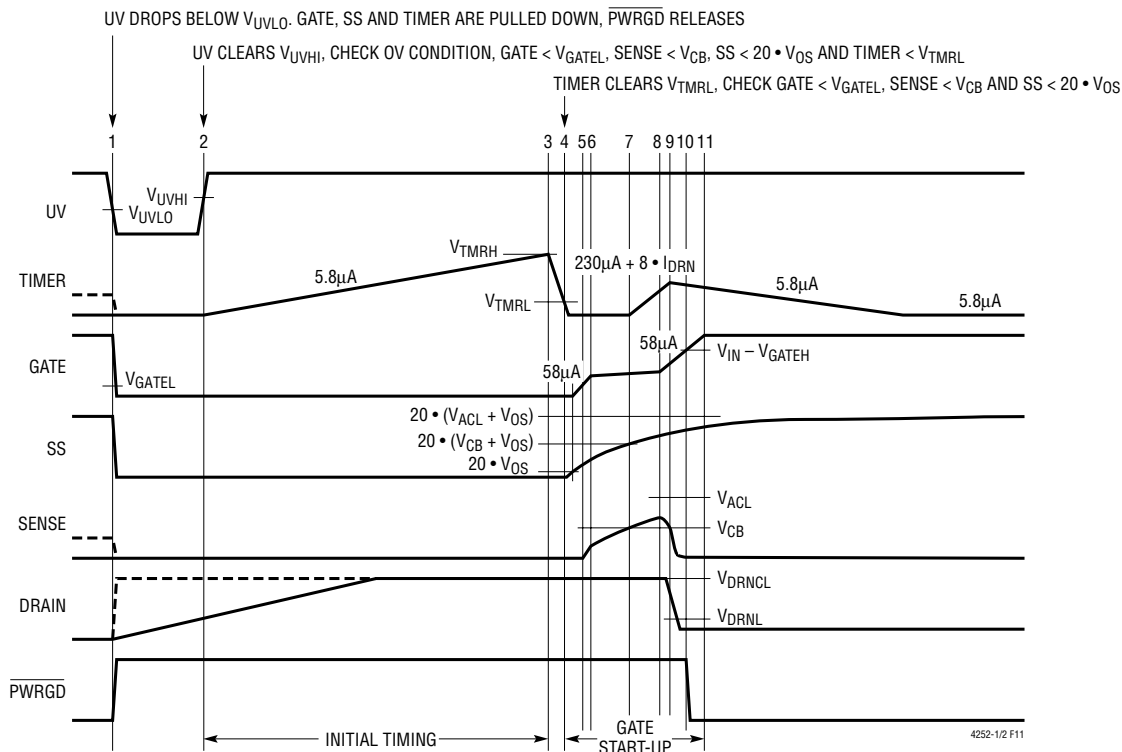 UV DROPS BELOW VUVLO. GATE, SS AND TIMER ARE PULLED DOWN, PWRGD RELEASES
UV CLEARS VUVHI, CHECK OV CONDITION, GATE < VGATEL, SENSE < VCB, SS < 20 • VOS AND TIMER < VTMRL
TIMER CLEARS VTMRL, CHECK GATE < VGATEL, SENSE < VCB AND SS < 20 • VOS
1 2 3 4 56 7 8 9 10 11
UV
VUVHI
VUVLO
TIMER
5.8µA
VTMRH
VTMRL
230µA + 8 • IDRN
5.8µA
5.8µA
GATE
VGATEL
58µA
58µA
VIN – VGATEH
SS
20 • (VACL + VOS)
20 • (VCB + VOS)
20 • VOS
SENSE
VACL
VCB
DRAIN
VDRNCL
VDRNL
PWRGD
INITIAL TIMING
GATE
START-UP
4252-1/2 F11